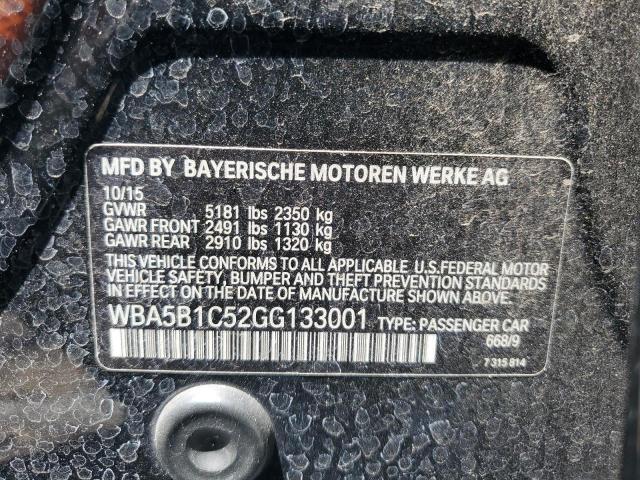 MFD BY BAYERISCHE MOTOREN WERKE AG
10/15
GVWR 5181 lbs 2350 kg
GAWR FRONT 2491 lbs 1130 kg
GAWR REAR 2910 lbs 1320 kg
THIS VEHICLE CONFORMS TO ALL APPLICABLE U.S.FEDERAL MOTOR
VEHICLE SAFETY, BUMPER AND THEFT PREVENTION STANDARDS
IN EFFECT ON THE DATE OF MANUFACTURE SHOWN ABOVE.
WBA5B1C52GG133001 TYPE: PASSENGER CAR
668/9
7 315 814